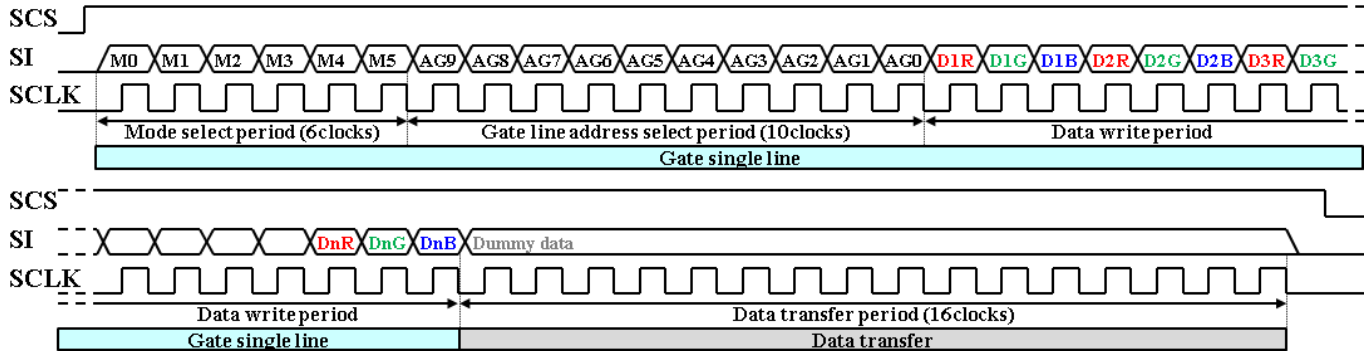 SCS
SI M0 M1 M2 M3 M4 M5 AG9 AG8 AG7 AG6 AG5 AG4 AG3 AG2 AG1 AG0 D1R D1G D1B D2R D2G D2B D3R D3G
SCLK
Mode select period (6clocks) Gate line address select period (10clocks) Data write period
Gate single line
SCS
SI DnR DnG DnB Dummy data
SCLK
Data write period Data transfer period (16clocks)
Gate single line Data transfer